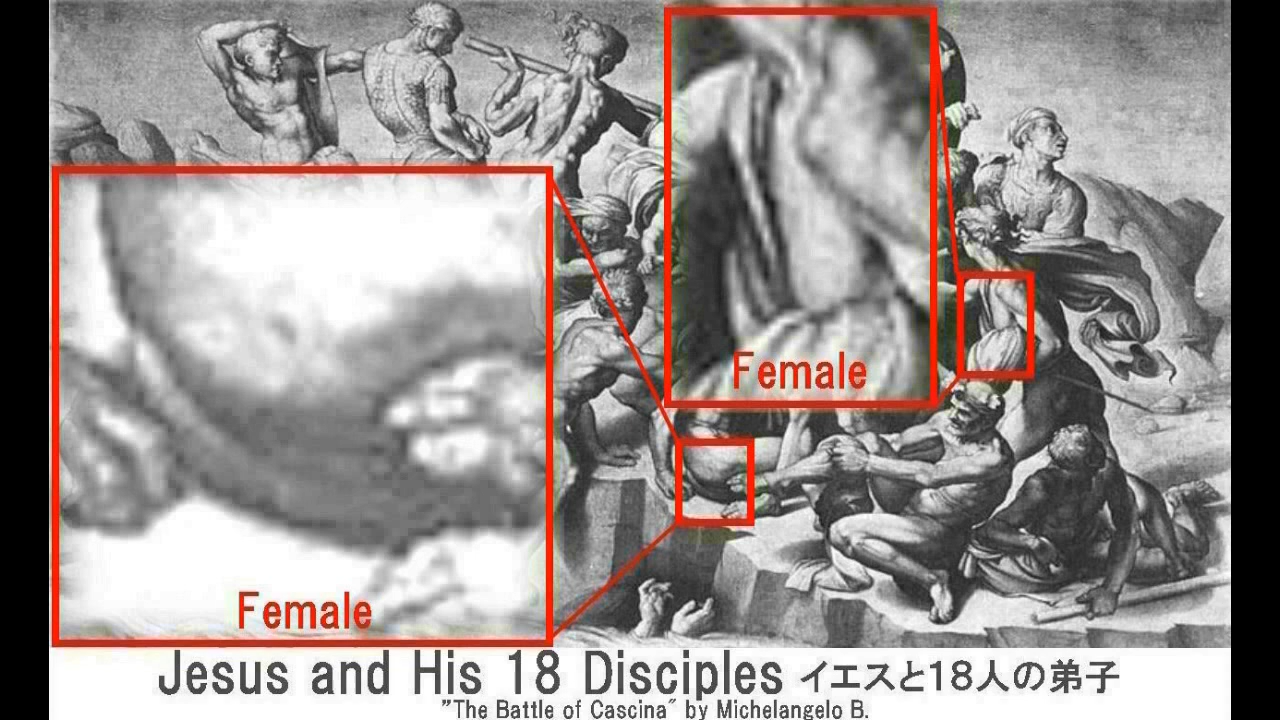 Female
Female
Jesus and His 18 Disciples イエスと18人の弟子
"The Battle of Cascina" by Michelangelo B.